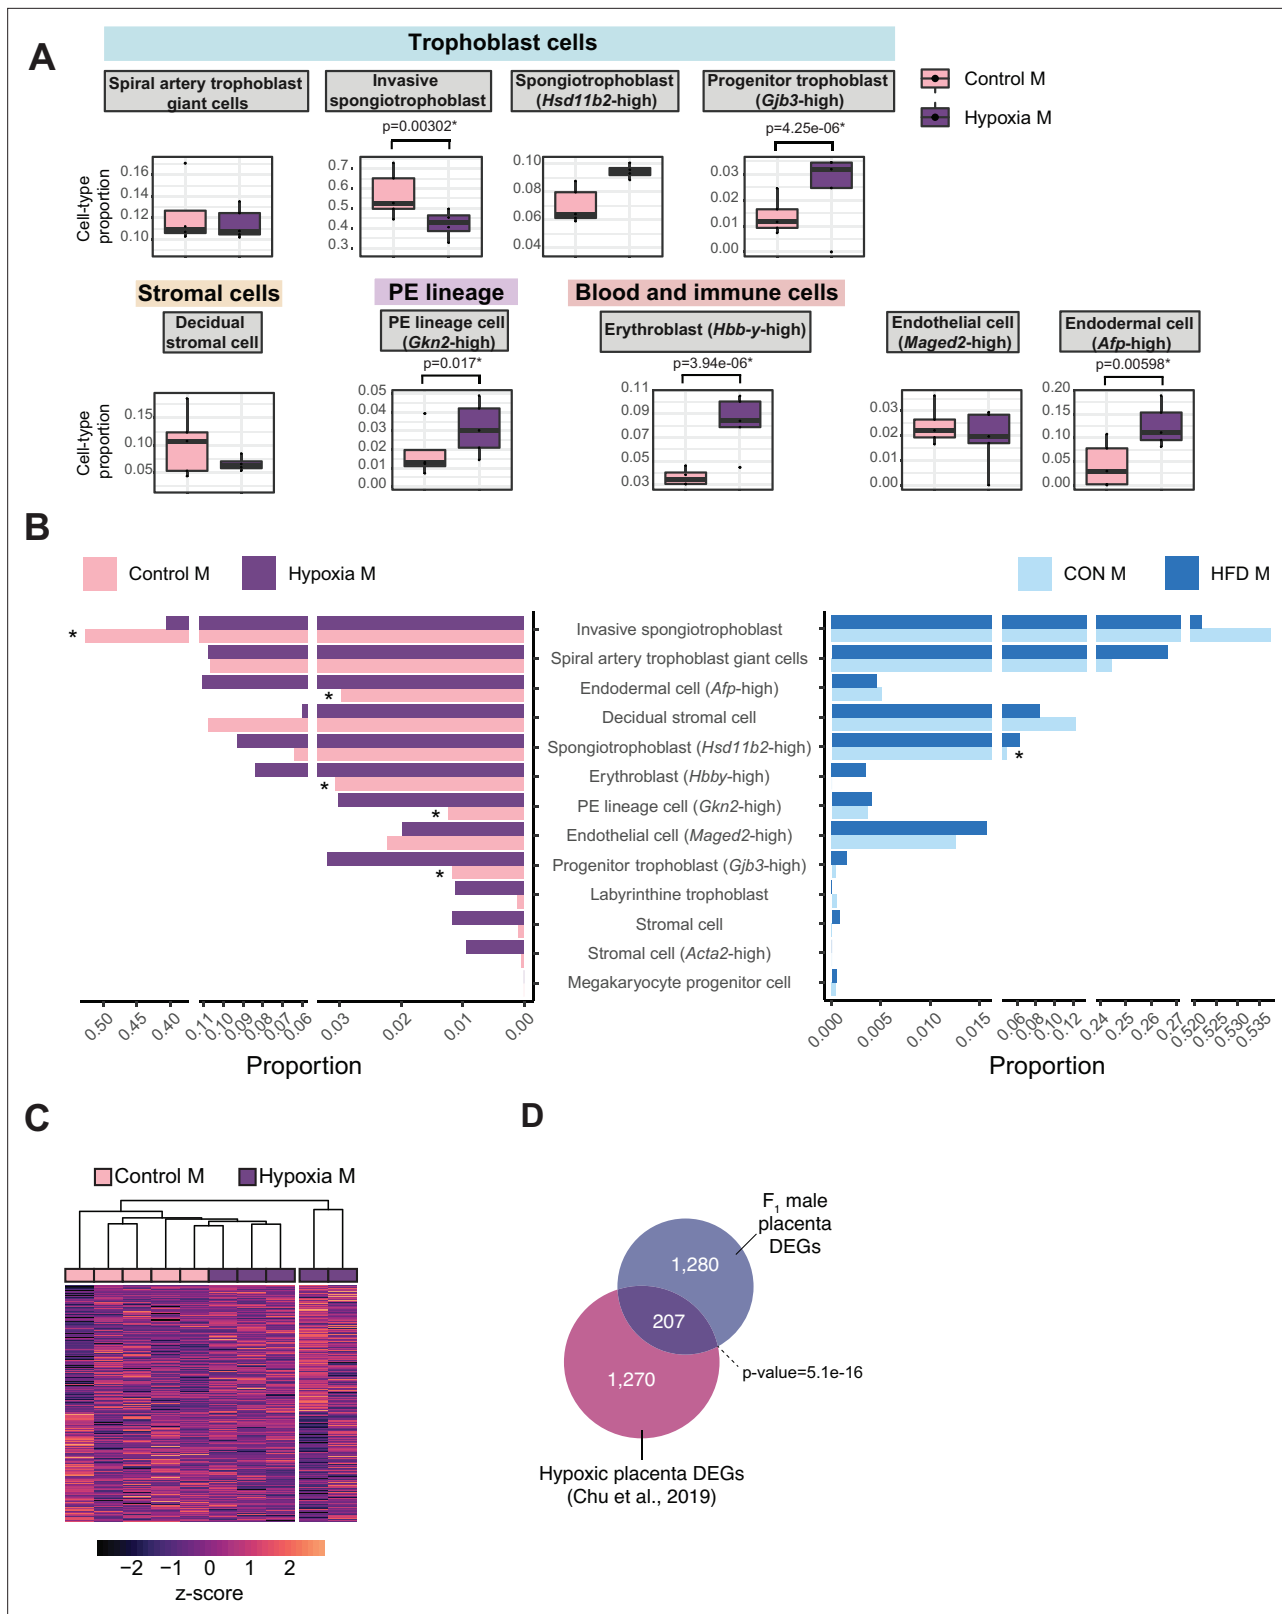 A
Trophoblast cells
Spiral artery trophoblast
giant cells
Invasive
spongiotrophoblast
Spongiotrophoblast
(Hsd11b2-high)
Progenitor trophoblast
(Gjb3-high)
Control M
Hypoxia M
p=0.00302*
p=4.25e-06*
Cell-type
proportion
0.16
0.12
0.10
0.7
0.6
0.5
0.4
0.3
0.10
0.08
0.06
0.04
0.03
0.02
0.01
0.00
Stromal cells
PE lineage
Blood and immune cells
Decidual
stromal cell
PE lineage cell
(Gkn2-high)
Erythroblast (Hbb-y-high)
Endothelial cell
(Maged2-high)
Endodermal cell
(Afp-high)
p=0.017*
p=3.94e-06*
p=0.00598*
Cell-type
proportion
0.15
0.10
0.05
0.05
0.04
0.03
0.02
0.01
0.00
0.11
0.09
0.07
0.05
0.03
0.03
0.02
0.01
0.00
0.20
0.15
0.10
0.05
0.00
B
Control M
Hypoxia M
CON M
HFD M
* Invasive spongiotrophoblast
Spiral artery trophoblast giant cells
* Endodermal cell (Afp-high)
Decidual stromal cell
Spongiotrophoblast (Hsd11b2-high) *
* Erythroblast (Hbby-high)
* PE lineage cell (Gkn2-high)
Endothelial cell (Maged2-high)
* Progenitor trophoblast (Gjb3-high)
Labyrinthine trophoblast
Stromal cell
Stromal cell (Acta2-high)
Megakaryocyte progenitor cell
0.50 0.45 0.40 0.11 0.10 0.09 0.08 0.07 0.06 0.03 0.02 0.01 0.00
0.000 0.005 0.010 0.015 0.06 0.08 0.10 0.12 0.24 0.25 0.26 0.27 0.520 0.525 0.530 0.535
Proportion
Proportion
C
Control M
Hypoxia M
−2 −1 0 1 2
z-score
D
F1 male
placenta
DEGs
1,280
207
1,270
p-value=5.1e-16
Hypoxic placenta DEGs
(Chu et al., 2019)